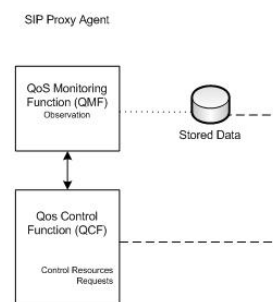 SIP Proxy Agent
QoS Monitoring
Function (QMF)
Observation
Stored Data
Qos Control
Function (QCF)
Control Resources
Requests